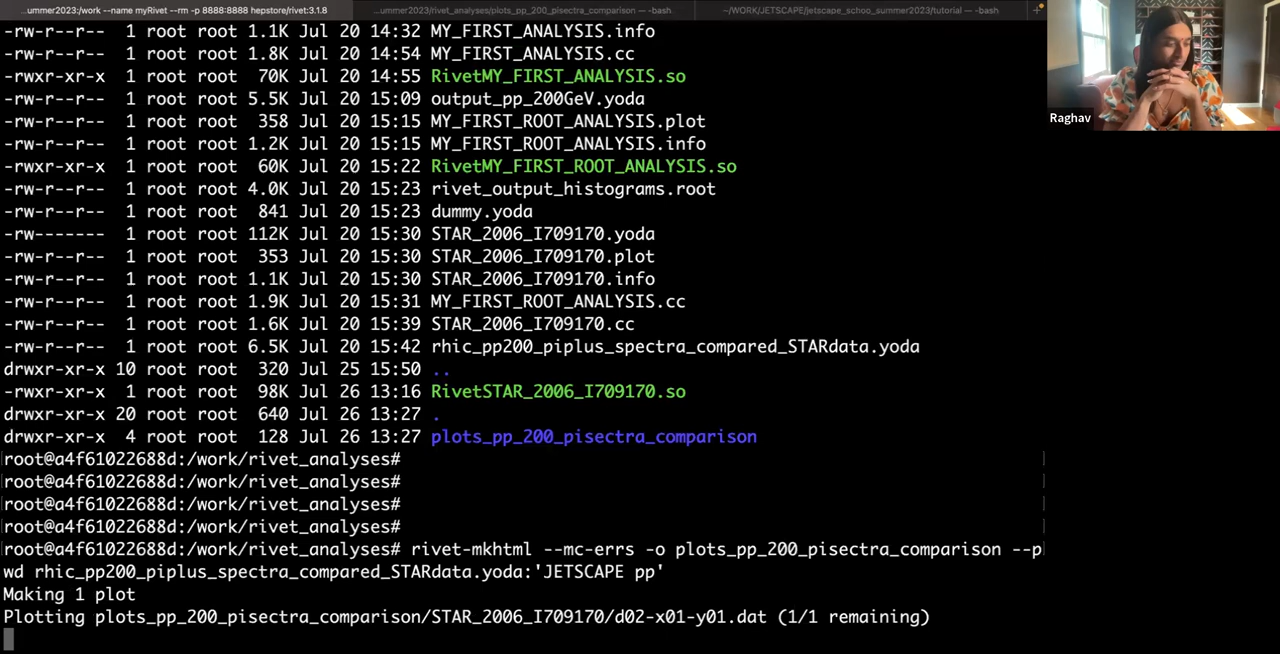 ...ummer2023:/work — docker run -it -v $PWD:/work --name myRivet --rm -p 8888:8888 hepstore/rivet:3.1.8
...ummer2023/rivet_analyses/plots_pp_200_pisectra_comparison — -bash
~/WORK/JETSCAPE/jetscape_schoo_summer2023/tutorial — -bash
+
-rw-r--r-- 1 root root 1.1K Jul 20 14:32 MY_FIRST_ANALYSIS.info
-rw-r--r-- 1 root root 1.8K Jul 20 14:54 MY_FIRST_ANALYSIS.cc
-rwxr-xr-x 1 root root 70K Jul 20 14:55 RivetMY_FIRST_ANALYSIS.so
-rw-r--r-- 1 root root 5.5K Jul 20 15:09 output_pp_200GeV.yoda
-rw-r--r-- 1 root root 358 Jul 20 15:15 MY_FIRST_ROOT_ANALYSIS.plot
-rw-r--r-- 1 root root 1.2K Jul 20 15:15 MY_FIRST_ROOT_ANALYSIS.info
-rwxr-xr-x 1 root root 60K Jul 20 15:22 RivetMY_FIRST_ROOT_ANALYSIS.so
-rw-r--r-- 1 root root 4.0K Jul 20 15:23 rivet_output_histograms.root
-rw-r--r-- 1 root root 841 Jul 20 15:23 dummy.yoda
-rw------- 1 root root 112K Jul 20 15:30 STAR_2006_I709170.yoda
-rw-r--r-- 1 root root 353 Jul 20 15:30 STAR_2006_I709170.plot
-rw-r--r-- 1 root root 1.1K Jul 20 15:30 STAR_2006_I709170.info
-rw-r--r-- 1 root root 1.9K Jul 20 15:31 MY_FIRST_ROOT_ANALYSIS.cc
-rw-r--r-- 1 root root 1.6K Jul 20 15:39 STAR_2006_I709170.cc
-rw-r--r-- 1 root root 6.5K Jul 20 15:42 rhic_pp200_piplus_spectra_compared_STARdata.yoda
drwxr-xr-x 10 root root 320 Jul 25 15:50 ..
-rwxr-xr-x 1 root root 98K Jul 26 13:16 RivetSTAR_2006_I709170.so
drwxr-xr-x 20 root root 640 Jul 26 13:27 .
drwxr-xr-x 4 root root 128 Jul 26 13:27 plots_pp_200_pisectra_comparison
root@a4f61022688d:/work/rivet_analyses#
root@a4f61022688d:/work/rivet_analyses#
root@a4f61022688d:/work/rivet_analyses#
root@a4f61022688d:/work/rivet_analyses#
root@a4f61022688d:/work/rivet_analyses# rivet-mkhtml --mc-errs -o plots_pp_200_pisectra_comparison --p
wd rhic_pp200_piplus_spectra_compared_STARdata.yoda:'JETSCAPE pp'
Making 1 plot
Plotting plots_pp_200_pisectra_comparison/STAR_2006_I709170/d02-x01-y01.dat (1/1 remaining)
Raghav